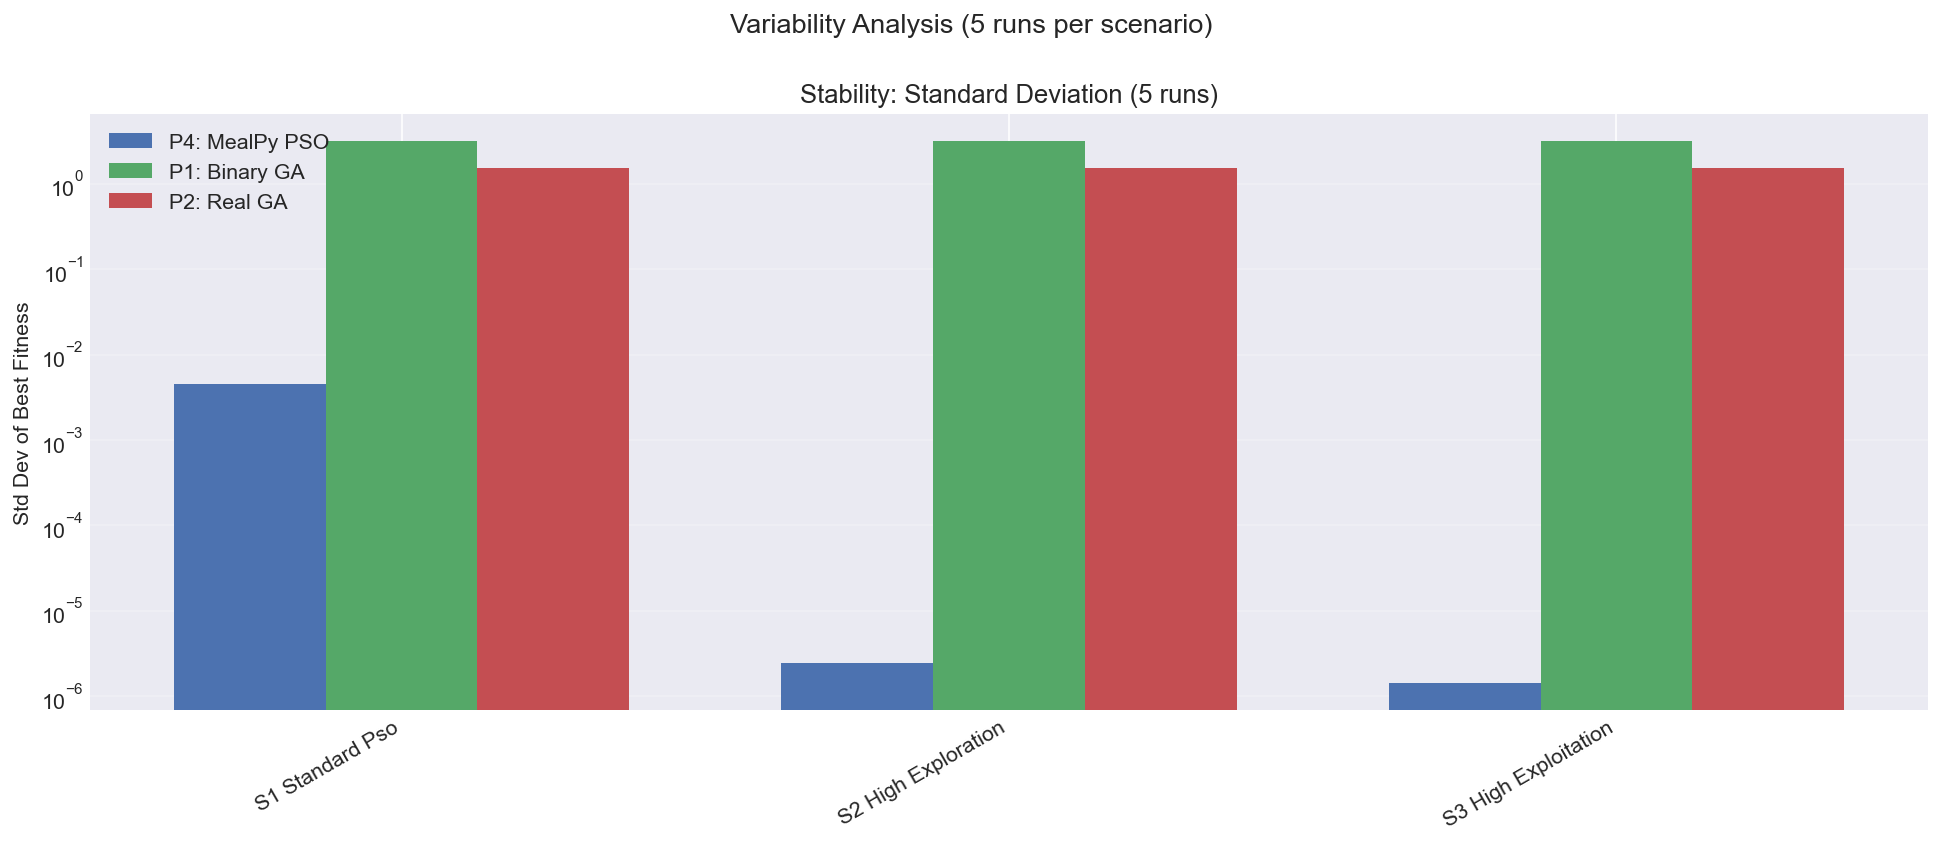 Variability Analysis (5 runs per scenario)
Stability: Standard Deviation (5 runs)
P4: MealPy PSO
P1: Binary GA
P2: Real GA
Std Dev of Best Fitness
10⁰
10⁻¹
10⁻²
10⁻³
10⁻⁴
10⁻⁵
10⁻⁶
S1 Standard Pso
S2 High Exploration
S3 High Exploitation